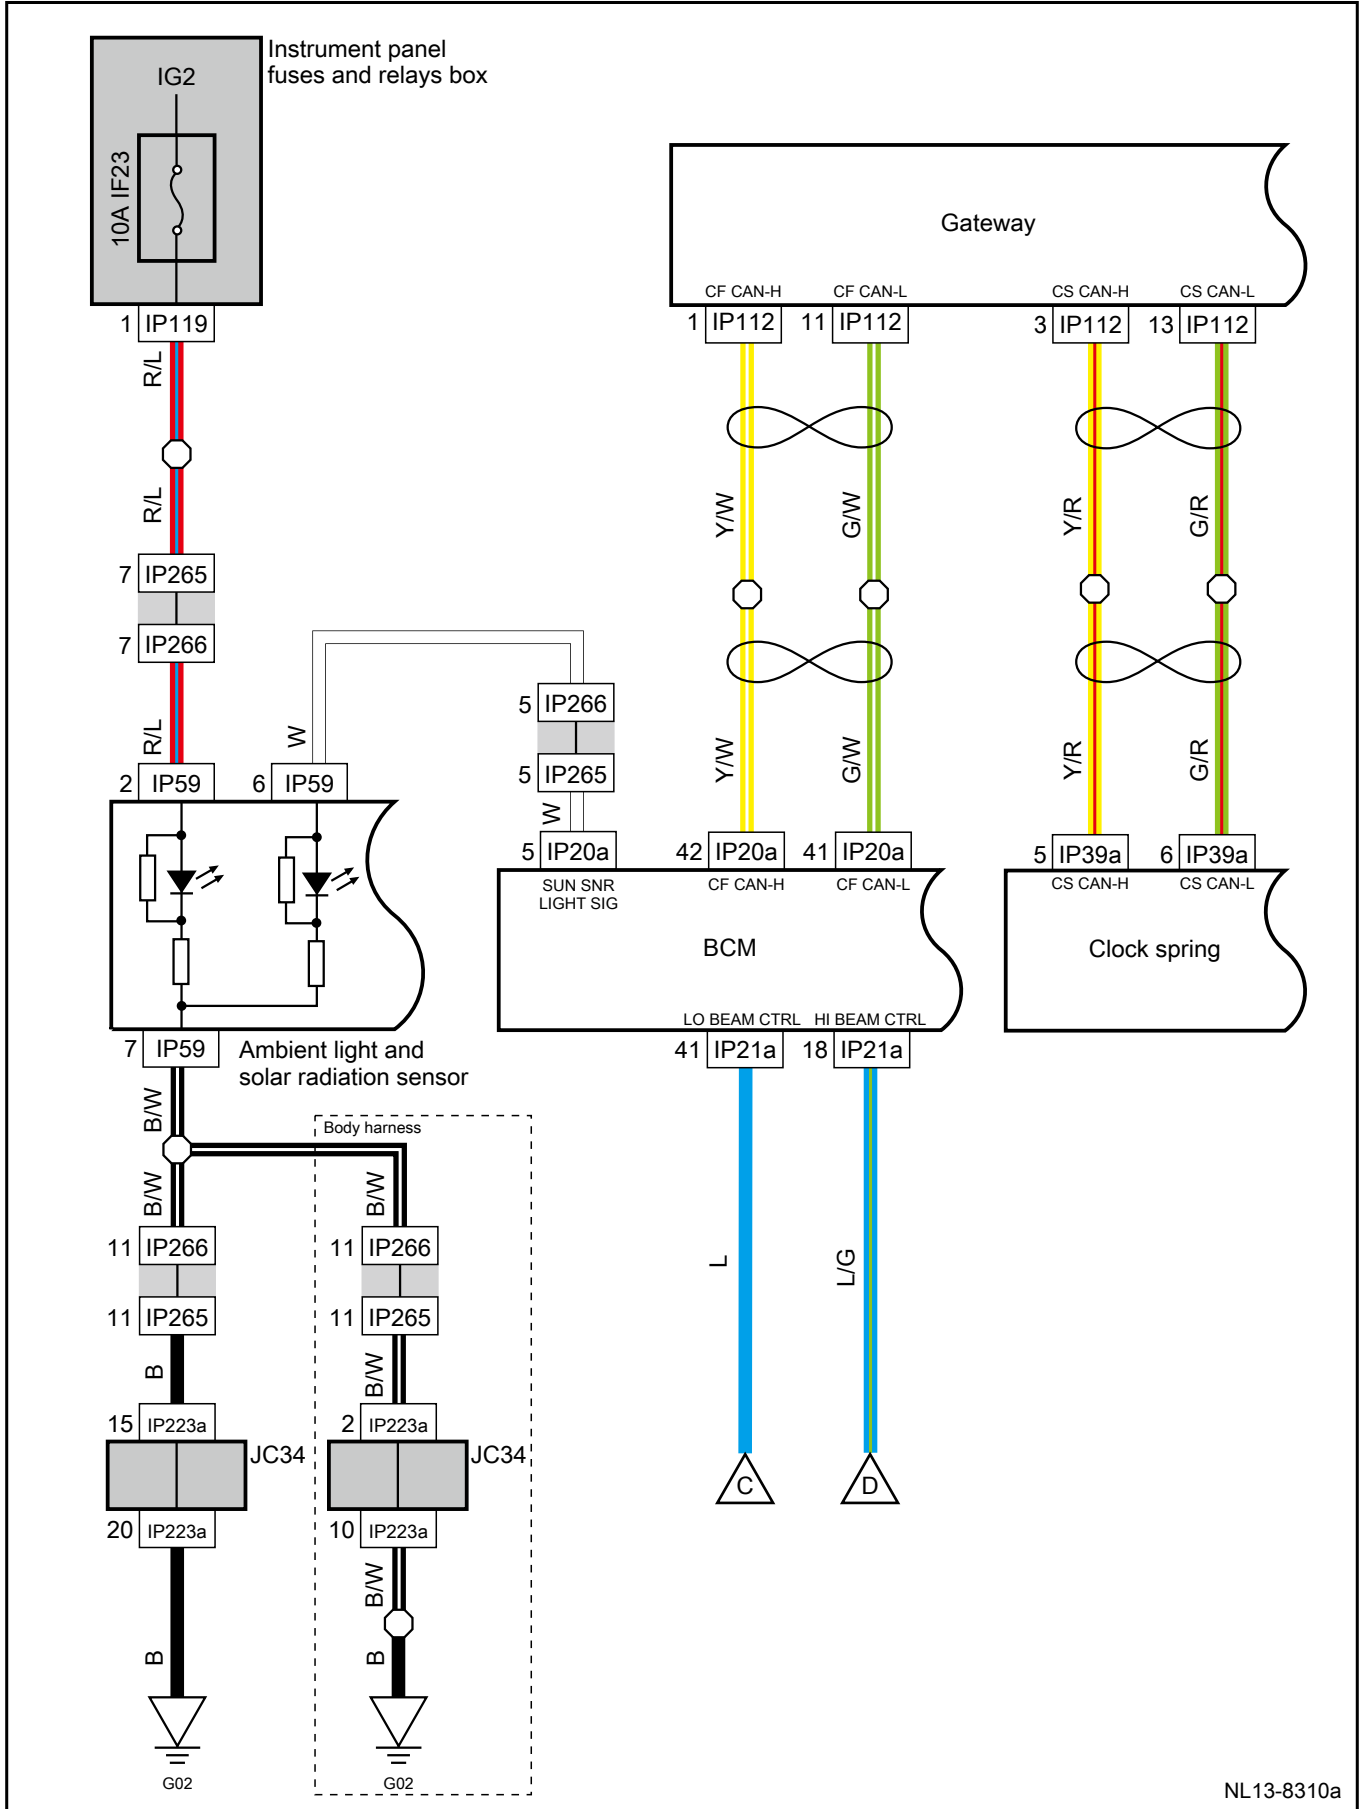 Instrument panel
fuses and relays box
IG2
10A IF23
1 IP119
R/L
R/L
7 IP265
7 IP266
R/L
2 IP59
W
6 IP59
5 IP266
5 IP265
W
Gateway
CF CAN-H
CF CAN-L
CS CAN-H
CS CAN-L
1 IP112
11 IP112
3 IP112
13 IP112
Y/W
G/W
Y/R
G/R
Y/W
G/W
Y/R
G/R
5 IP20a
42 IP20a
41 IP20a
5 IP39a
6 IP39a
SUN SNR
LIGHT SIG
CF CAN-H
CF CAN-L
CS CAN-H
CS CAN-L
BCM
Clock spring
LO BEAM CTRL
HI BEAM CTRL
7 IP59
Ambient light and
solar radiation sensor
41 IP21a
18 IP21a
B/W
Body harness
B/W
B/W
11 IP266
11 IP266
L
L/G
11 IP265
11 IP265
B
B/W
15 IP223a
2 IP223a
JC34
JC34
C
D
20 IP223a
10 IP223a
B/W
B
B
G02
G02
NL13-8310a